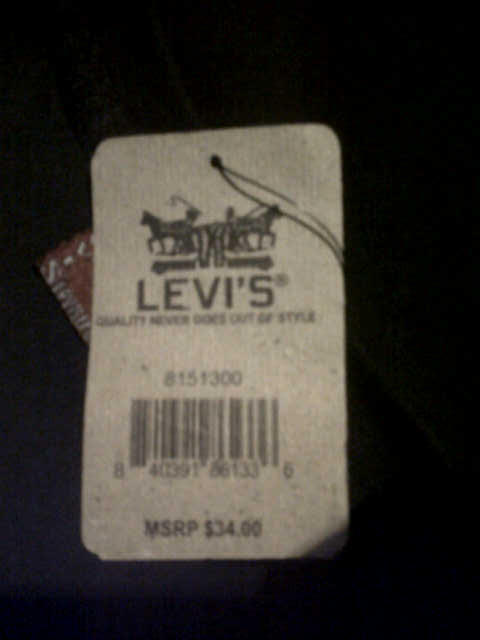 LEVI'S®
QUALITY NEVER GOES OUT OF STYLE
8151300
8 40391 86133 6
MSRP $34.00